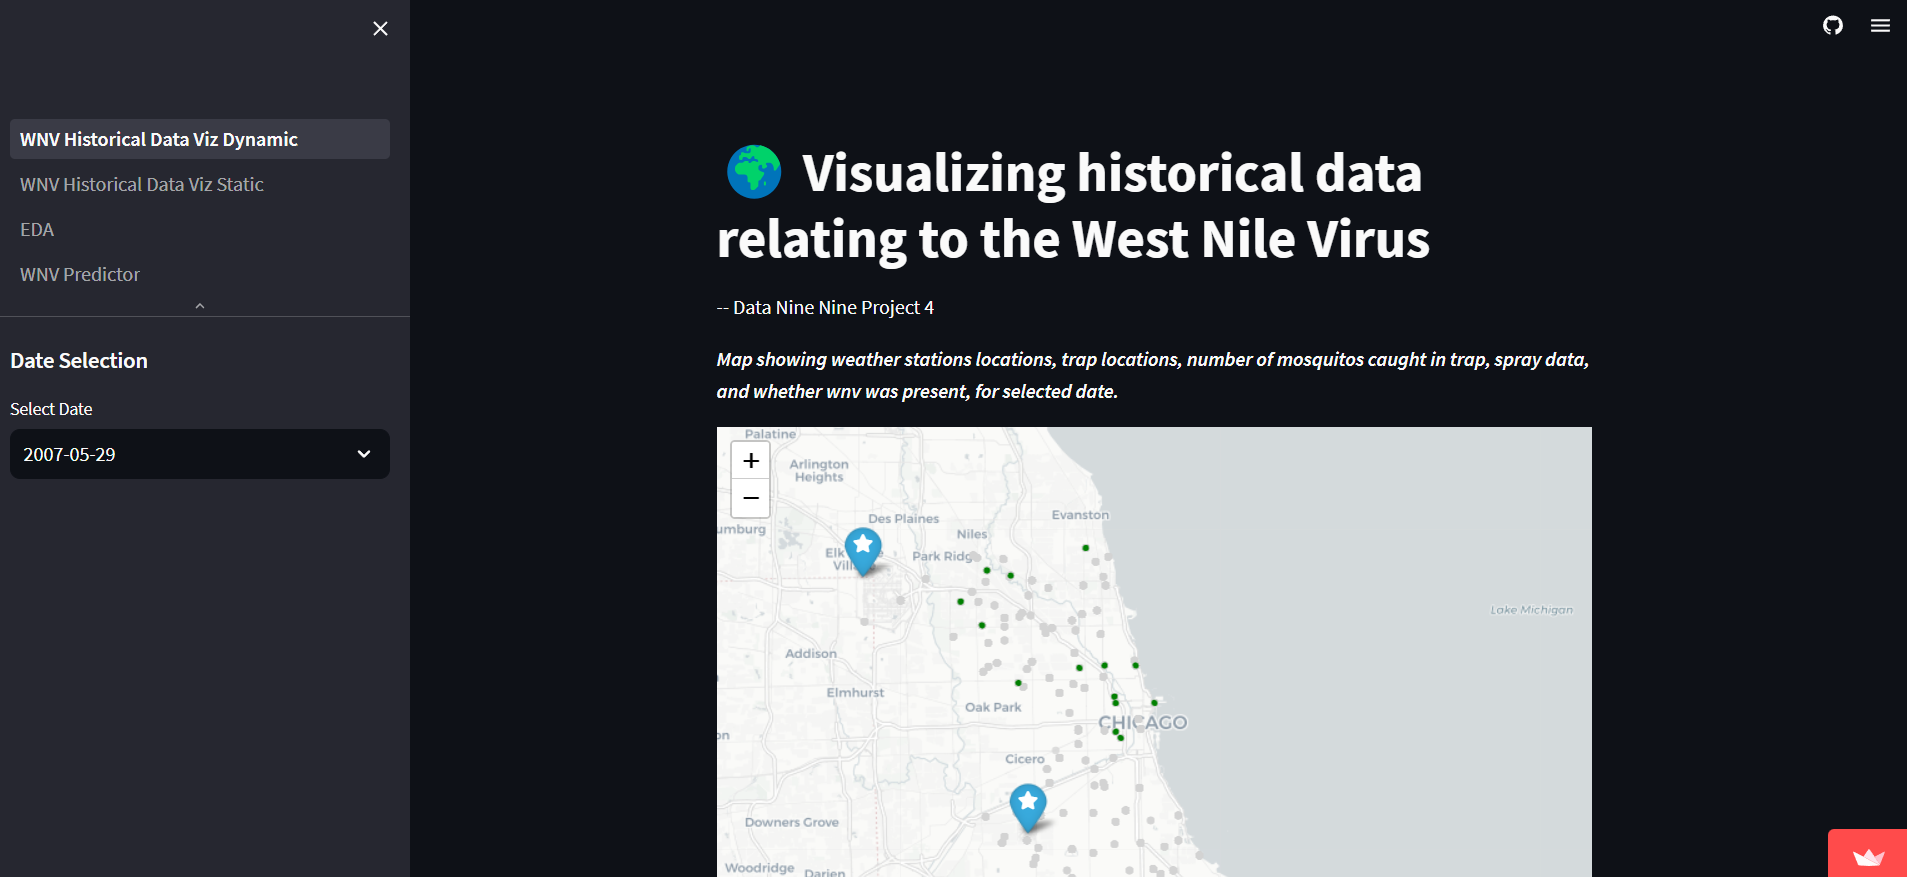 WNV Historical Data Viz Dynamic
WNV Historical Data Viz Static
EDA
WNV Predictor
Date Selection
Select Date
2007-05-29
Visualizing historical data
relating to the West Nile Virus
-- Data Nine Nine Project 4
Map showing weather stations locations, trap locations, number of mosquitos caught in trap, spray data,
and whether wnv was present, for selected date.
+
−
Palatine
Arlington
Heights
Des Plaines
Evanston
umburg
Niles
Elk
Park Ridg
Villa
Lake Michigan
Addison
Elmhurst
Oak Park
CHICAGO
on
Cicero
Downers Grove
Woodridge
Darien